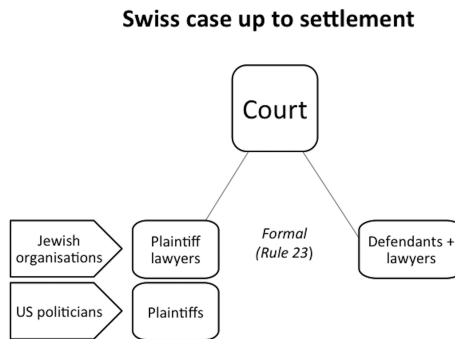 Swiss case up to settlement
Court
Jewish
organisations
Plaintiff
lawyers
Formal
(Rule 23)
Defendants +
lawyers
US politicians
Plaintiffs